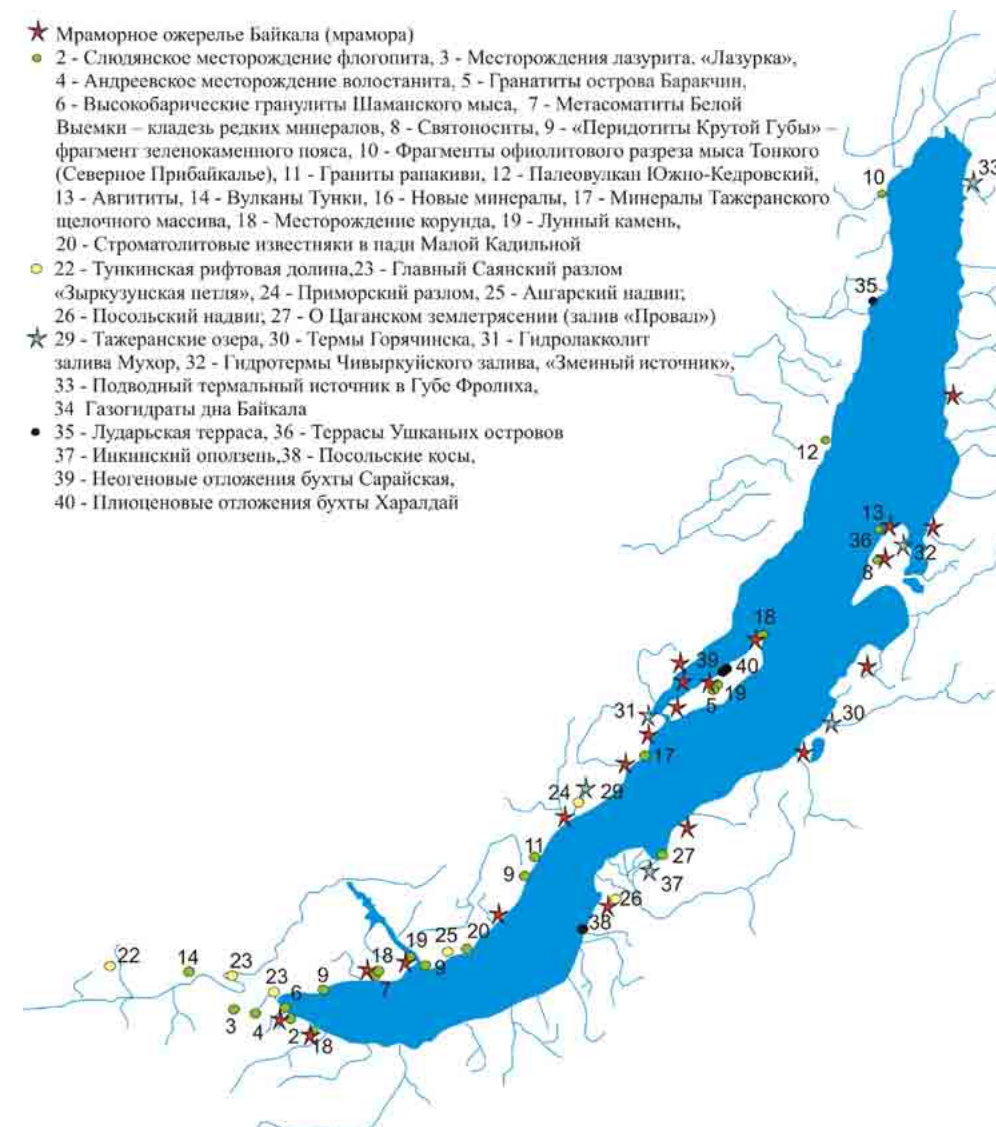 Мраморное ожерелье Байкала (мрамора)
2 - Слюдянское месторождение флогопита, 3 - Месторождения лазурита. «Лазурка»,
4 - Андреевское месторождение волостанита, 5 - Гранатиты острова Баракчин,
6 - Высокобарические гранулиты Шаманского мыса, 7 - Метасоматиты Белой
Выемки – кладезь редких минералов, 8 - Святоноситы, 9 - «Перидотиты Крутой Губы» –
фрагмент зеленокаменного пояса, 10 - Фрагменты офиолитового разреза мыса Тонкого
(Северное Прибайкалье), 11 - Граниты рапакиви, 12 - Палеовулкан Южно-Кедровский,
13 - Авгититы, 14 - Вулканы Тунки, 16 - Новые минералы, 17 - Минералы Тажеранского
щелочного массива, 18 - Месторождение корунда, 19 - Лунный камень,
20 - Строматолитовые известняки в пади Малой Кадильной
22 - Тункинская рифтовая долина,23 - Главный Саянский разлом
«Зыркузунская петля», 24 - Приморский разлом, 25 - Ангарский надвиг,
26 - Посольский надвиг, 27 - О Цаганском землетрясении (залив «Провал»)
29 - Тажеранские озера, 30 - Термы Горячинска, 31 - Гидролакколит
залива Мухор, 32 - Гидротермы Чивыркуйского залива, «Змеиный источник»,
33 - Подводный термальный источник в Губе Фролиха,
34 Газогидраты дна Байкала
35 - Лударьская терраса, 36 - Террасы Ушканьих островов
37 - Инкинский оползень,38 - Посольские косы,
39 - Неогеновые отложения бухты Сарайская,
40 - Плиоценовые отложения бухты Харалдай
33
10
35
12
13
36
32
8
18
39
40
5
19
31
30
17
24
29
11
27
9
37
26
38
20
25
19
9
18
7
22
14
23
23
9
6
3
4
2
18